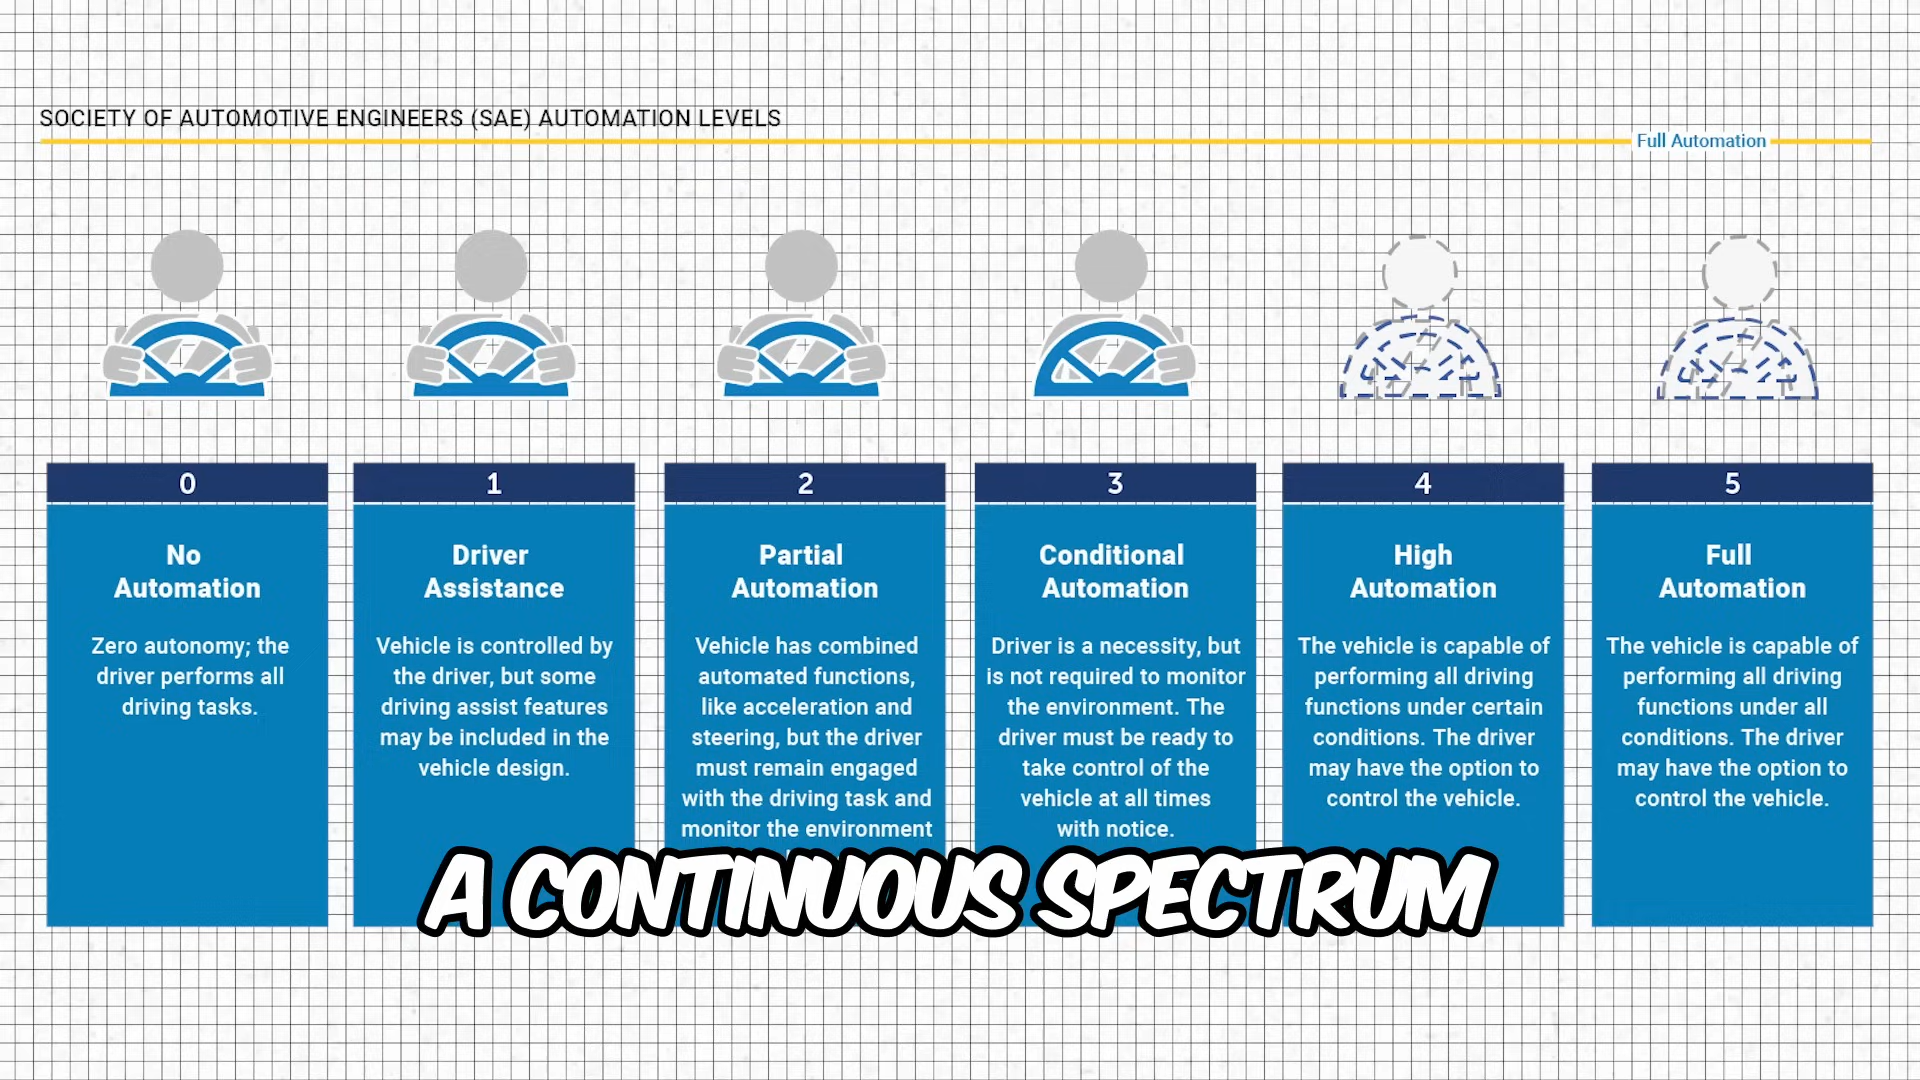 SOCIETY OF AUTOMOTIVE ENGINEERS (SAE) AUTOMATION LEVELS
Full Automation
0
No
Automation
Zero autonomy; the
driver performs all
driving tasks.
1
Driver
Assistance
Vehicle is controlled by
the driver, but some
driving assist features
may be included in the
vehicle design.
2
Partial
Automation
Vehicle has combined
automated functions,
like acceleration and
steering, but the driver
must remain engaged
with the driving task and
monitor the environment
3
Conditional
Automation
Driver is a necessity, but
is not required to monitor
the environment. The
driver must be ready to
take control of the
vehicle at all times
with notice.
4
High
Automation
The vehicle is capable of
performing all driving
functions under certain
conditions. The driver
may have the option to
control the vehicle.
5
Full
Automation
The vehicle is capable of
performing all driving
functions under all
conditions. The driver
may have the option to
control the vehicle.
A CONTINUOUS SPECTRUM